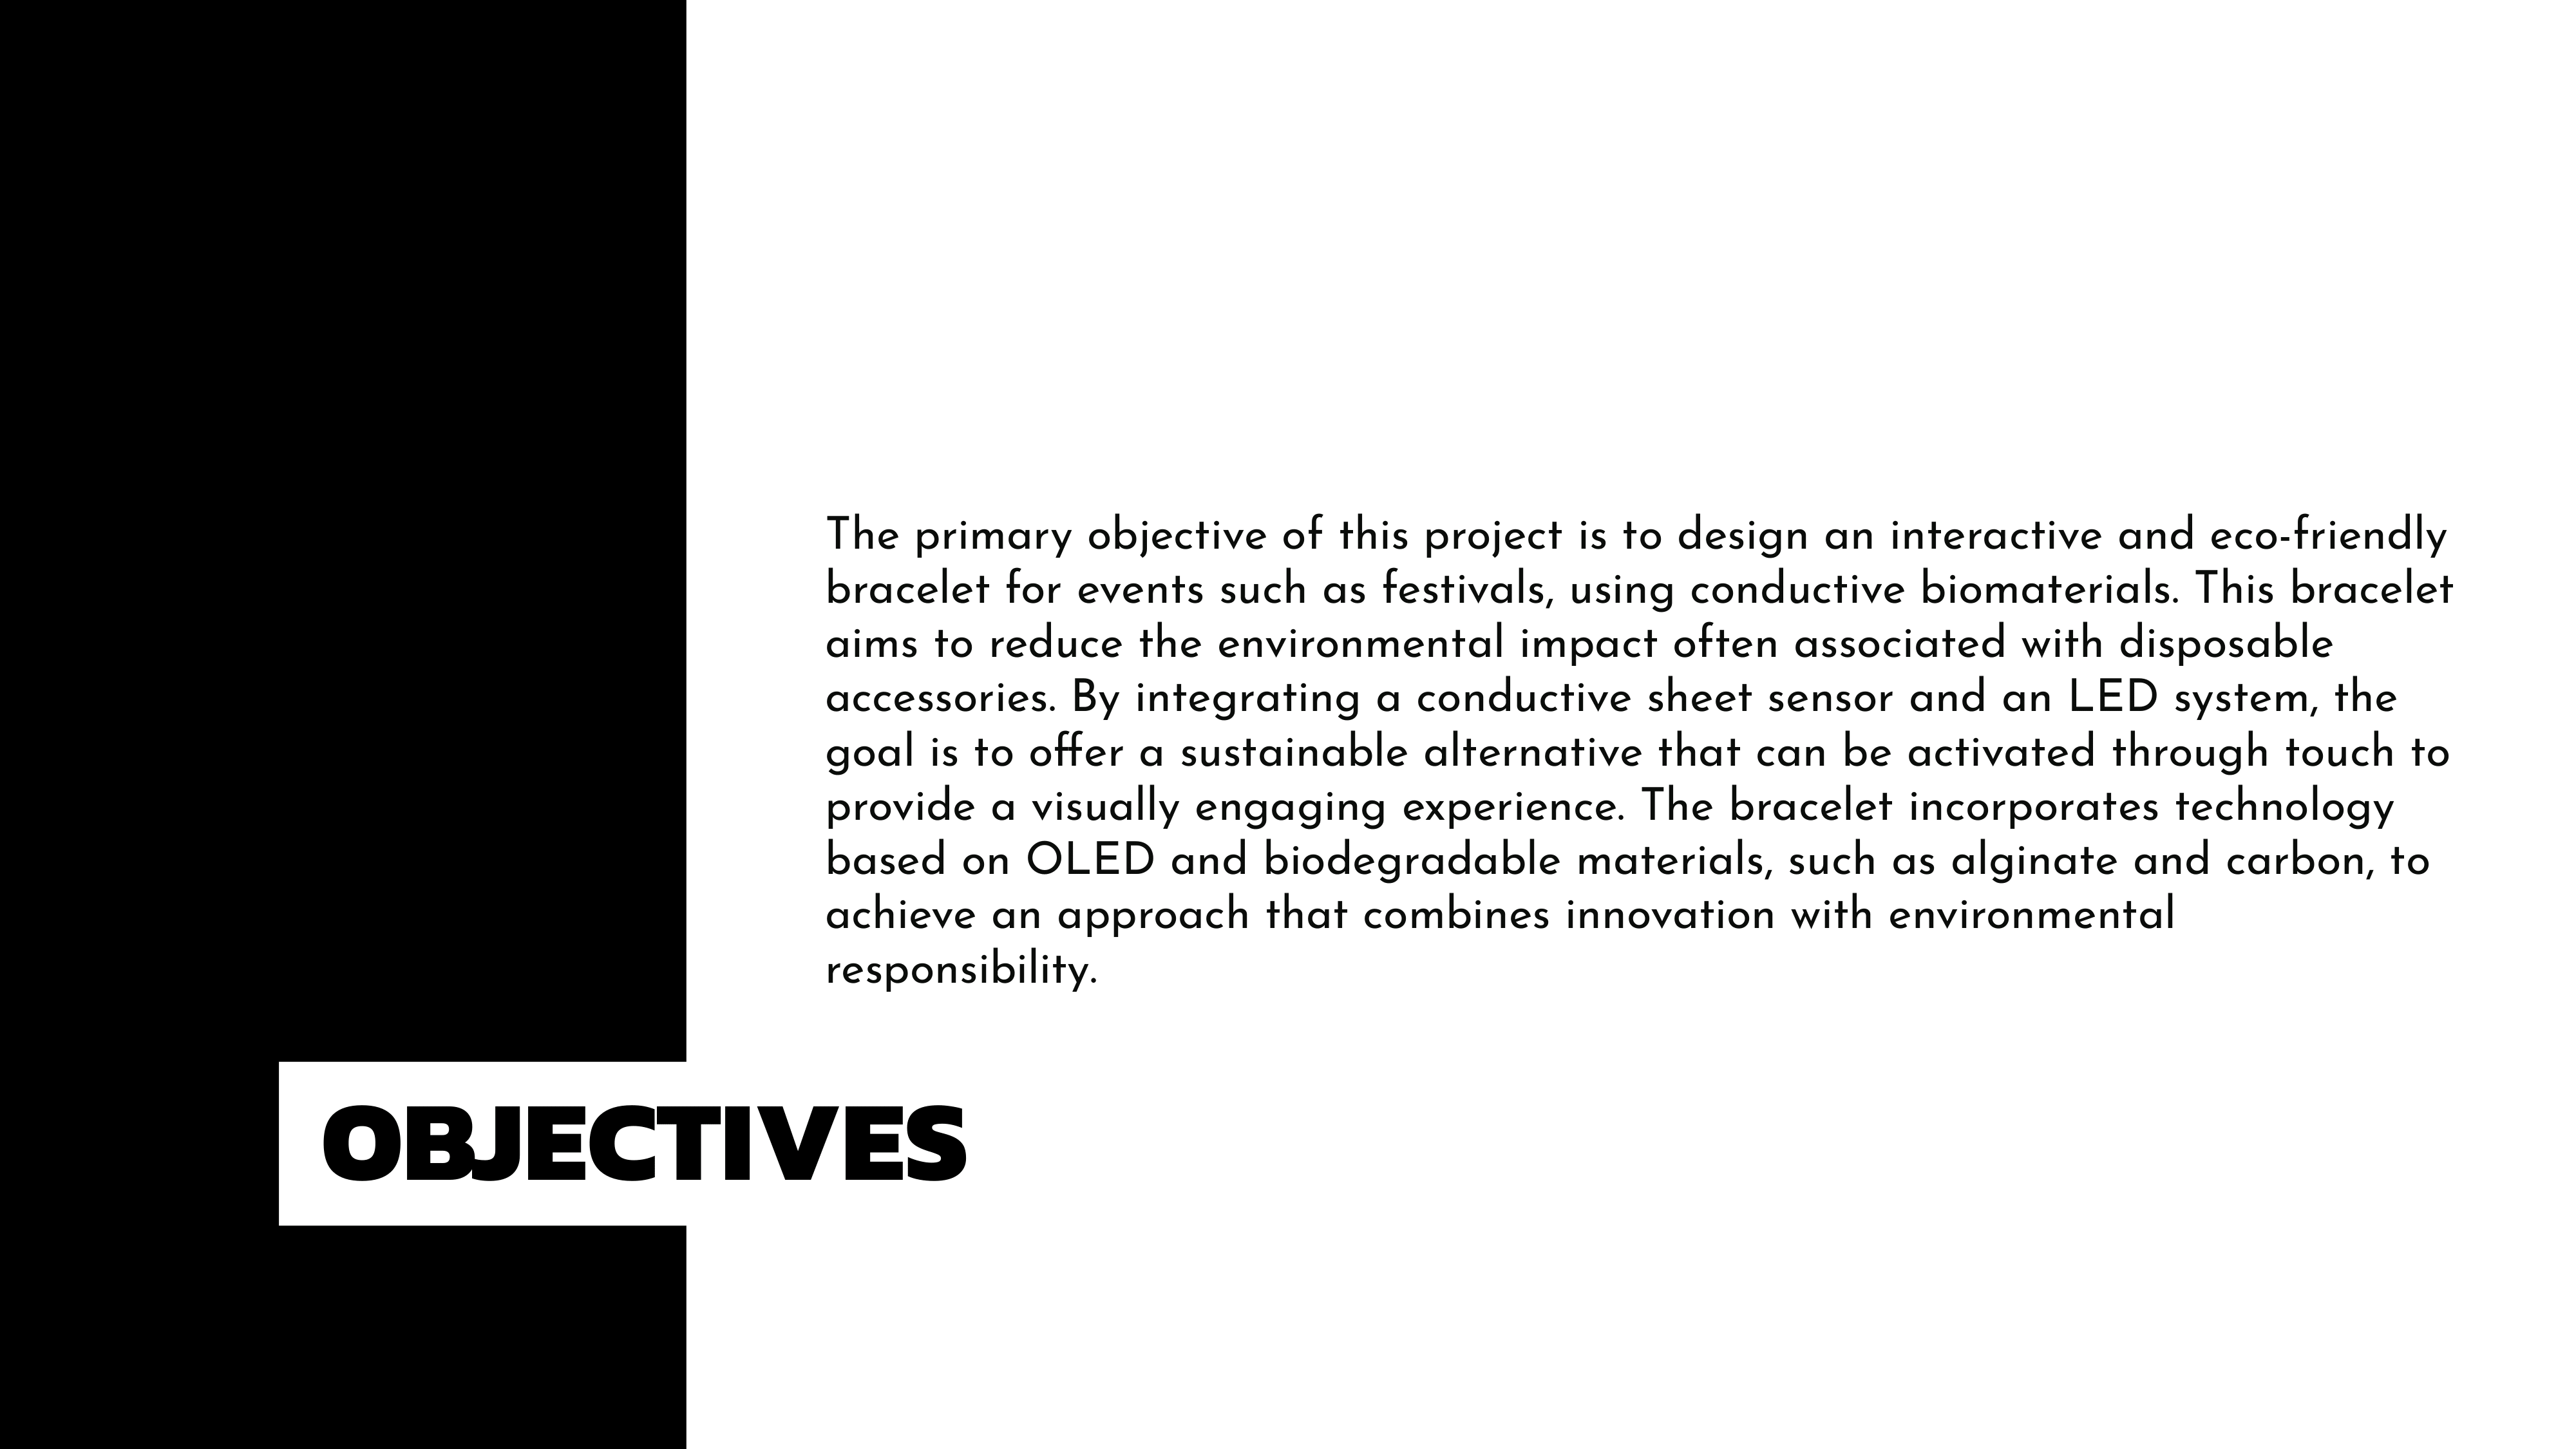 The primary objective of this project is to design an interactive and eco-friendly
bracelet for events such as festivals, using conductive biomaterials. This bracelet
aims to reduce the environmental impact often associated with disposable
accessories. By integrating a conductive sheet sensor and an LED system, the
goal is to offer a sustainable alternative that can be activated through touch to
provide a visually engaging experience. The bracelet incorporates technology
based on OLED and biodegradable materials, such as alginate and carbon, to
achieve an approach that combines innovation with environmental
responsibility.
OBJECTIVES